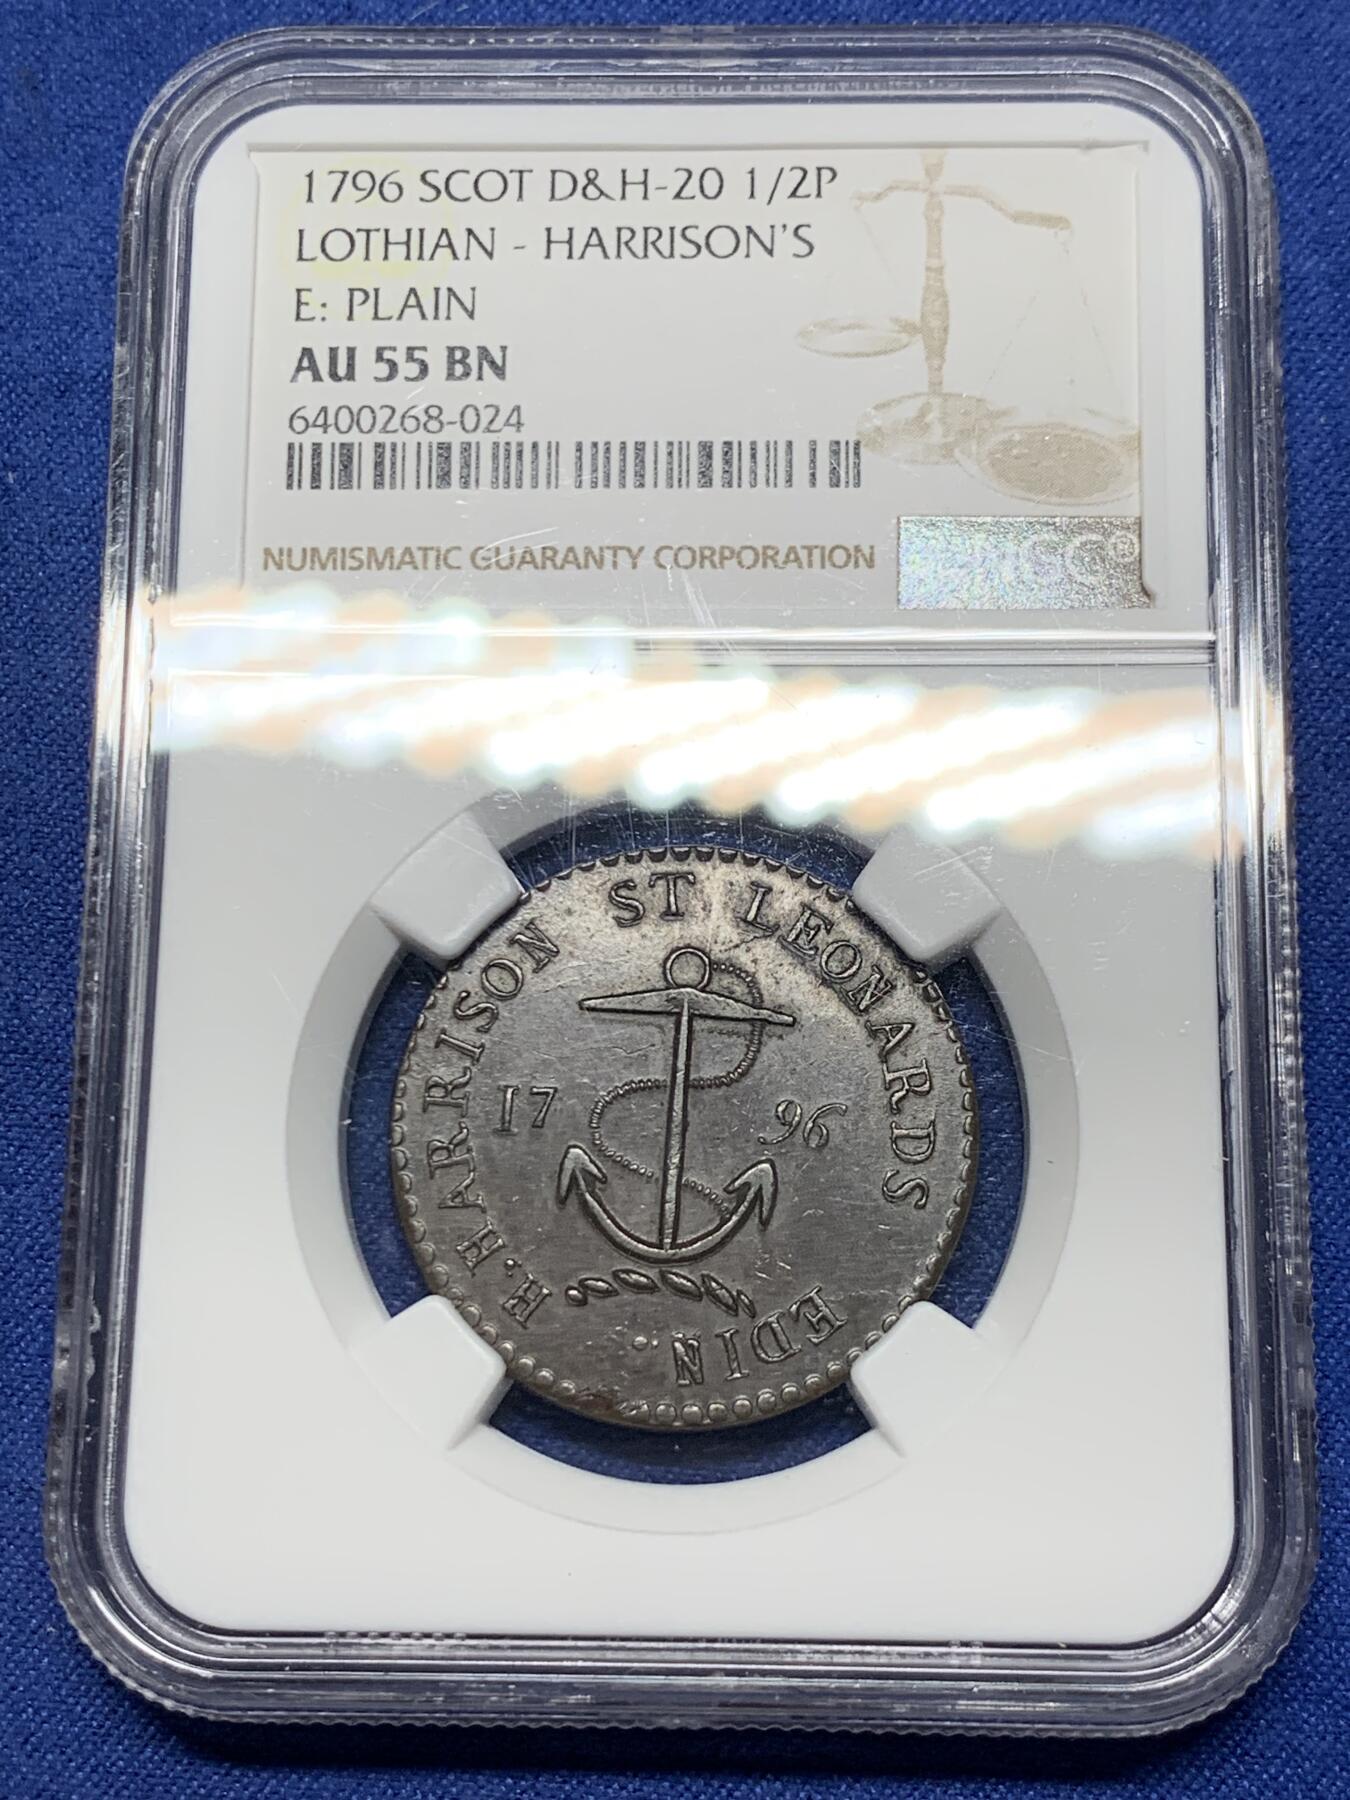 1796 SCOT D&H-20 1/2P
LOTHIAN - HARRISON'S
E: PLAIN
AU 55 BN
6400268-024
NUMISMATIC GUARANTY CORPORATION
H. HARRISON ST LEONARDS
17 96
EDIN